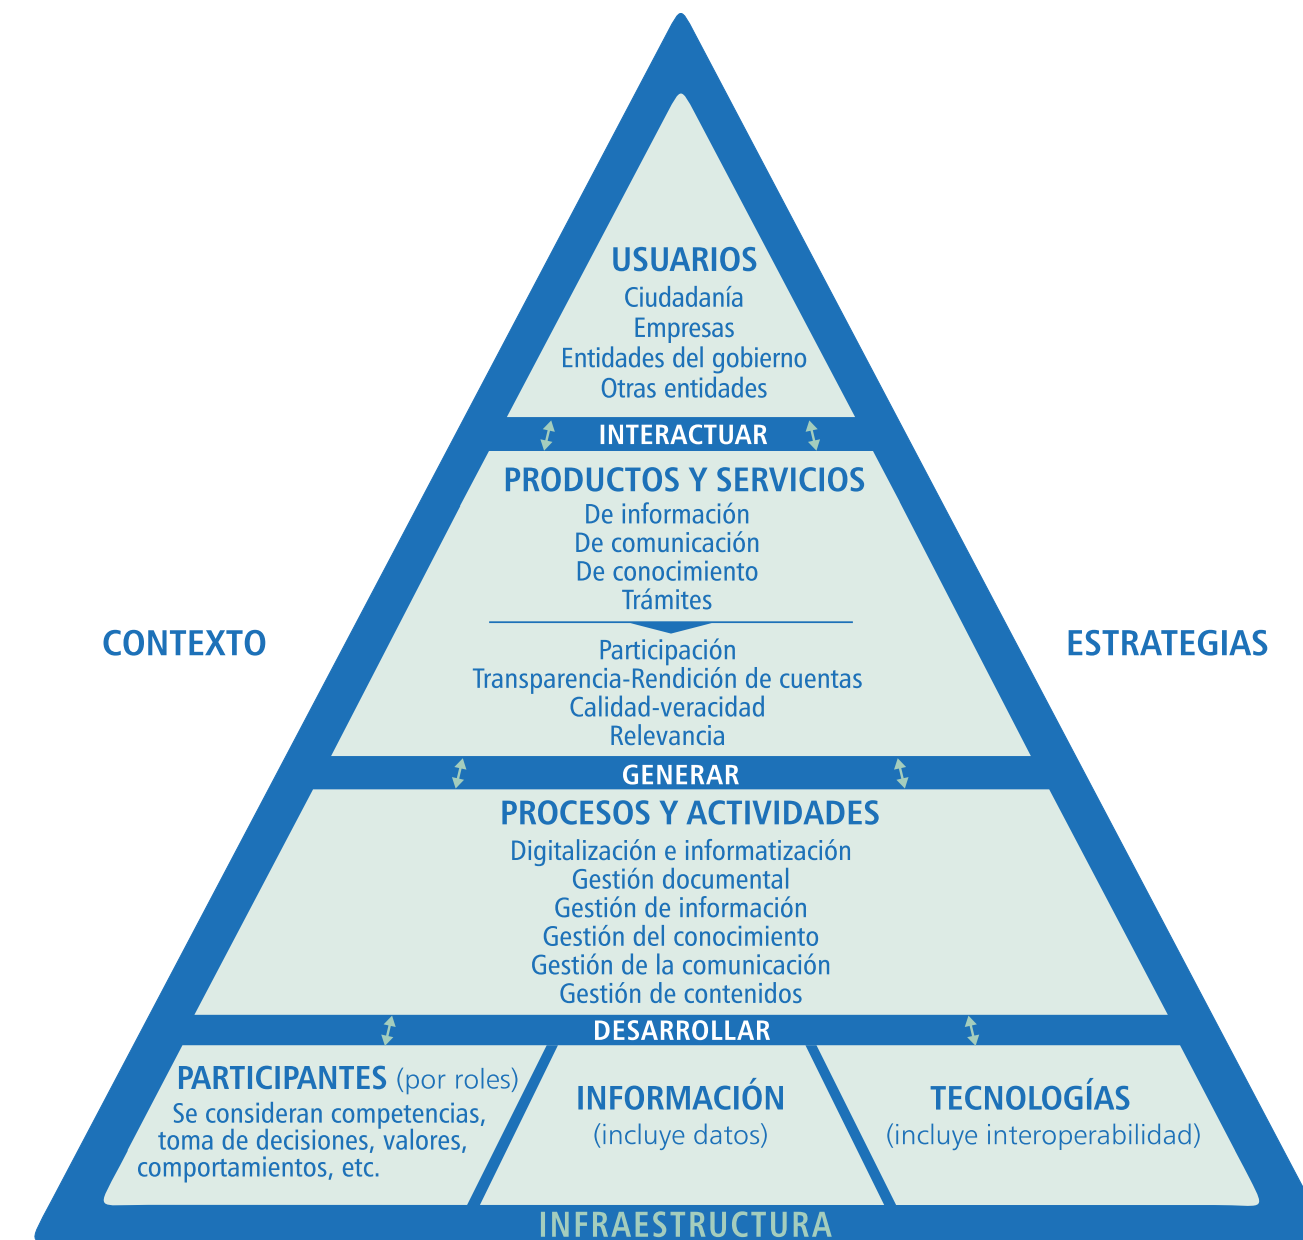 USUARIOS
Ciudadanía
Empresas
Entidades del gobierno
Otras entidades
INTERACTUAR
PRODUCTOS Y SERVICIOS
De información
De comunicación
De conocimiento
Trámites
Participación
Transparencia-Rendición de cuentas
Calidad-veracidad
Relevancia
CONTEXTO
ESTRATEGIAS
GENERAR
PROCESOS Y ACTIVIDADES
Digitalización e informatización
Gestión documental
Gestión de información
Gestión del conocimiento
Gestión de la comunicación
Gestión de contenidos
DESARROLLAR
PARTICIPANTES (por roles)
Se consideran competencias,
toma de decisiones, valores,
comportamientos, etc.
INFORMACIÓN
(incluye datos)
TECNOLOGÍAS
(incluye interoperabilidad)
INFRAESTRUCTURA